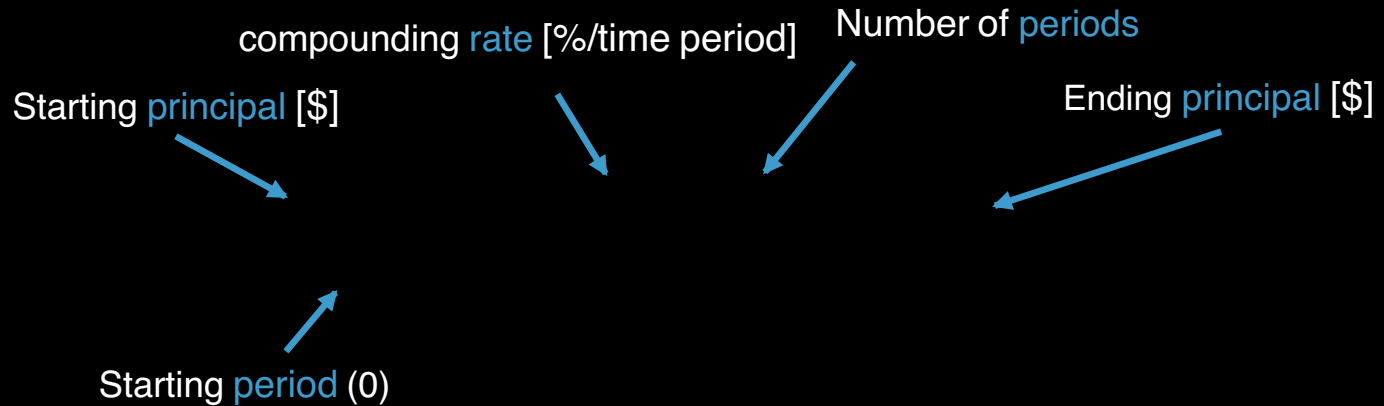 compounding rate [%/time period]
Number of periods
Starting principal [$]
Ending principal [$]
Starting period (0)